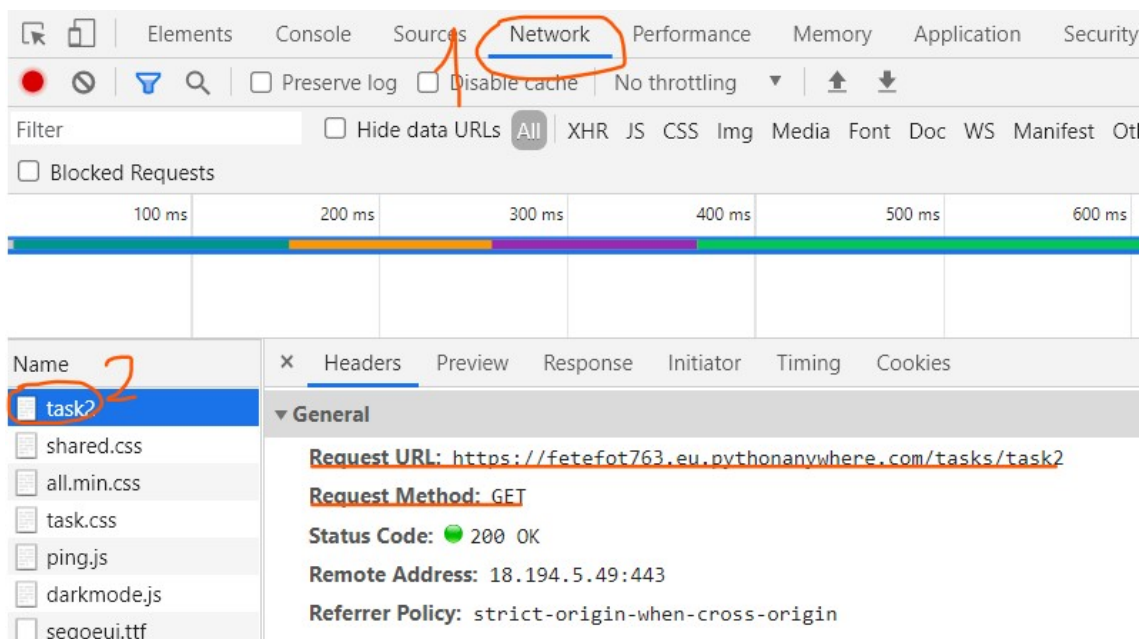 Elements Console Sources Network Performance Memory Application Security
1
Preserve log Disable cache No throttling
Filter Hide data URLs All XHR JS CSS Img Media Font Doc WS Manifest Otl
Blocked Requests
100 ms 200 ms 300 ms 400 ms 500 ms 600 ms
Name 2 × Headers Preview Response Initiator Timing Cookies
task2
General
shared.css
Request URL: https://fetefot763.eu.pythonanywhere.com/tasks/task2
all.min.css
Request Method: GET
task.css
Status Code: 200 OK
ping.js
Remote Address: 18.194.5.49:443
darkmode.js
Referrer Policy: strict-origin-when-cross-origin
segoeui.ttf